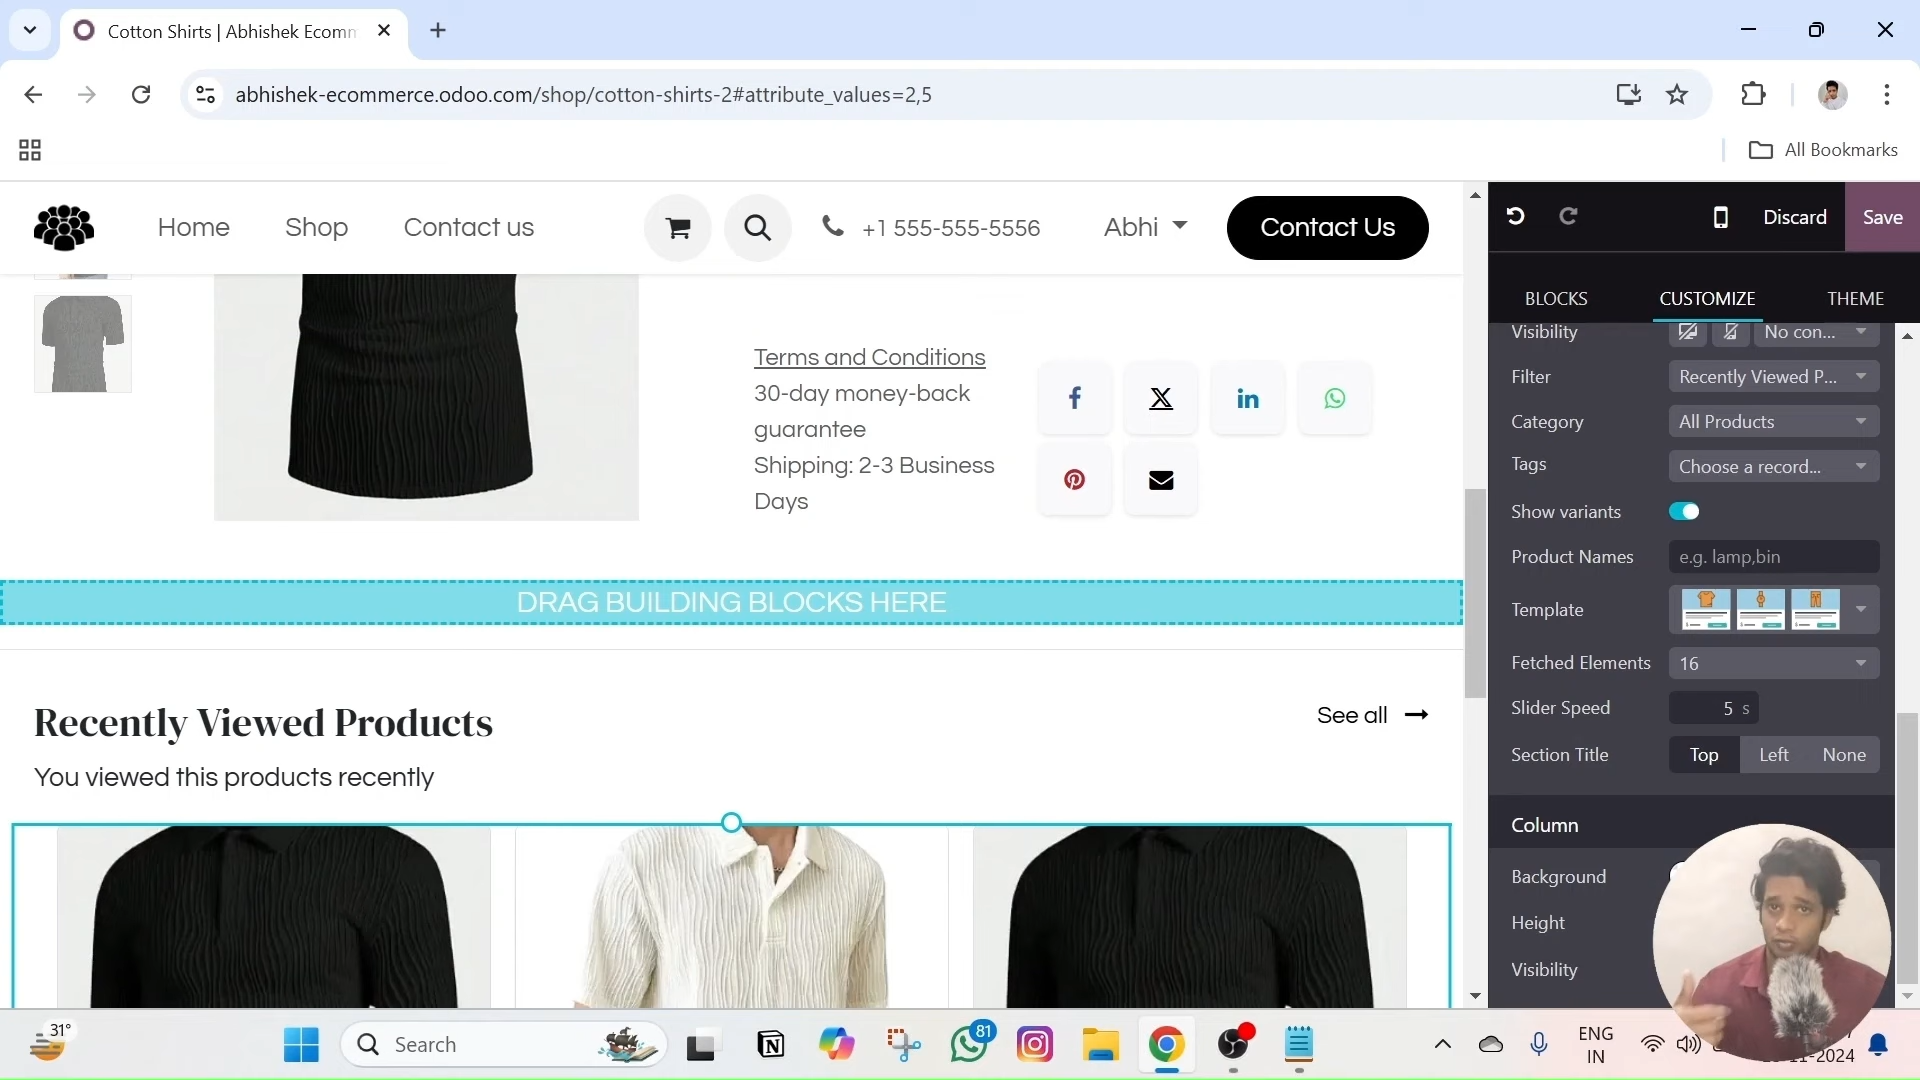 Cotton Shirts | Abhishek Ecomm
abhishek-ecommerce.odoo.com/shop/cotton-shirts-2#attribute_values=2,5
All Bookmarks
Home
Shop
Contact us
+1 555-555-5556
Abhi
Contact Us
Discard
Save
BLOCKS
CUSTOMIZE
THEME
Terms and Conditions
30-day money-back
guarantee
Shipping: 2-3 Business
Days
DRAG BUILDING BLOCKS HERE
Recently Viewed Products
See all
You viewed this products recently
Visibility
No con...
Filter
Recently Viewed P...
Category
All Products
Tags
Choose a record...
Show variants
Product Names
e.g. lamp,bin
Template
Fetched Elements
16
Slider Speed
5 s
Section Title
Top
Left
None
Column
Background
Height
Visibility
31°
Search
81
ENG
IN
11-2024